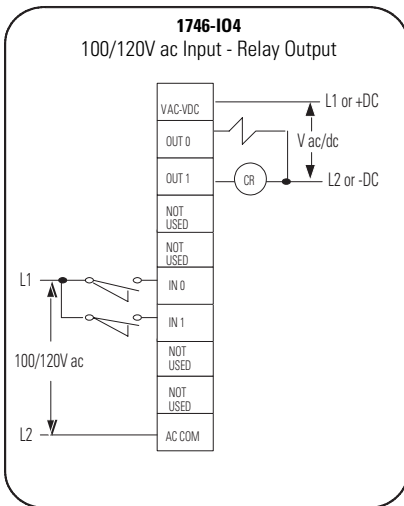 1746-IO4
100/120V ac Input - Relay Output
VAC-VDC
L1 or +DC
OUT 0
V ac/dc
OUT 1
CR
L2 or -DC
NOT
USED
NOT
USED
L1
IN 0
IN 1
100/120V ac
NOT
USED
NOT
USED
L2
AC COM